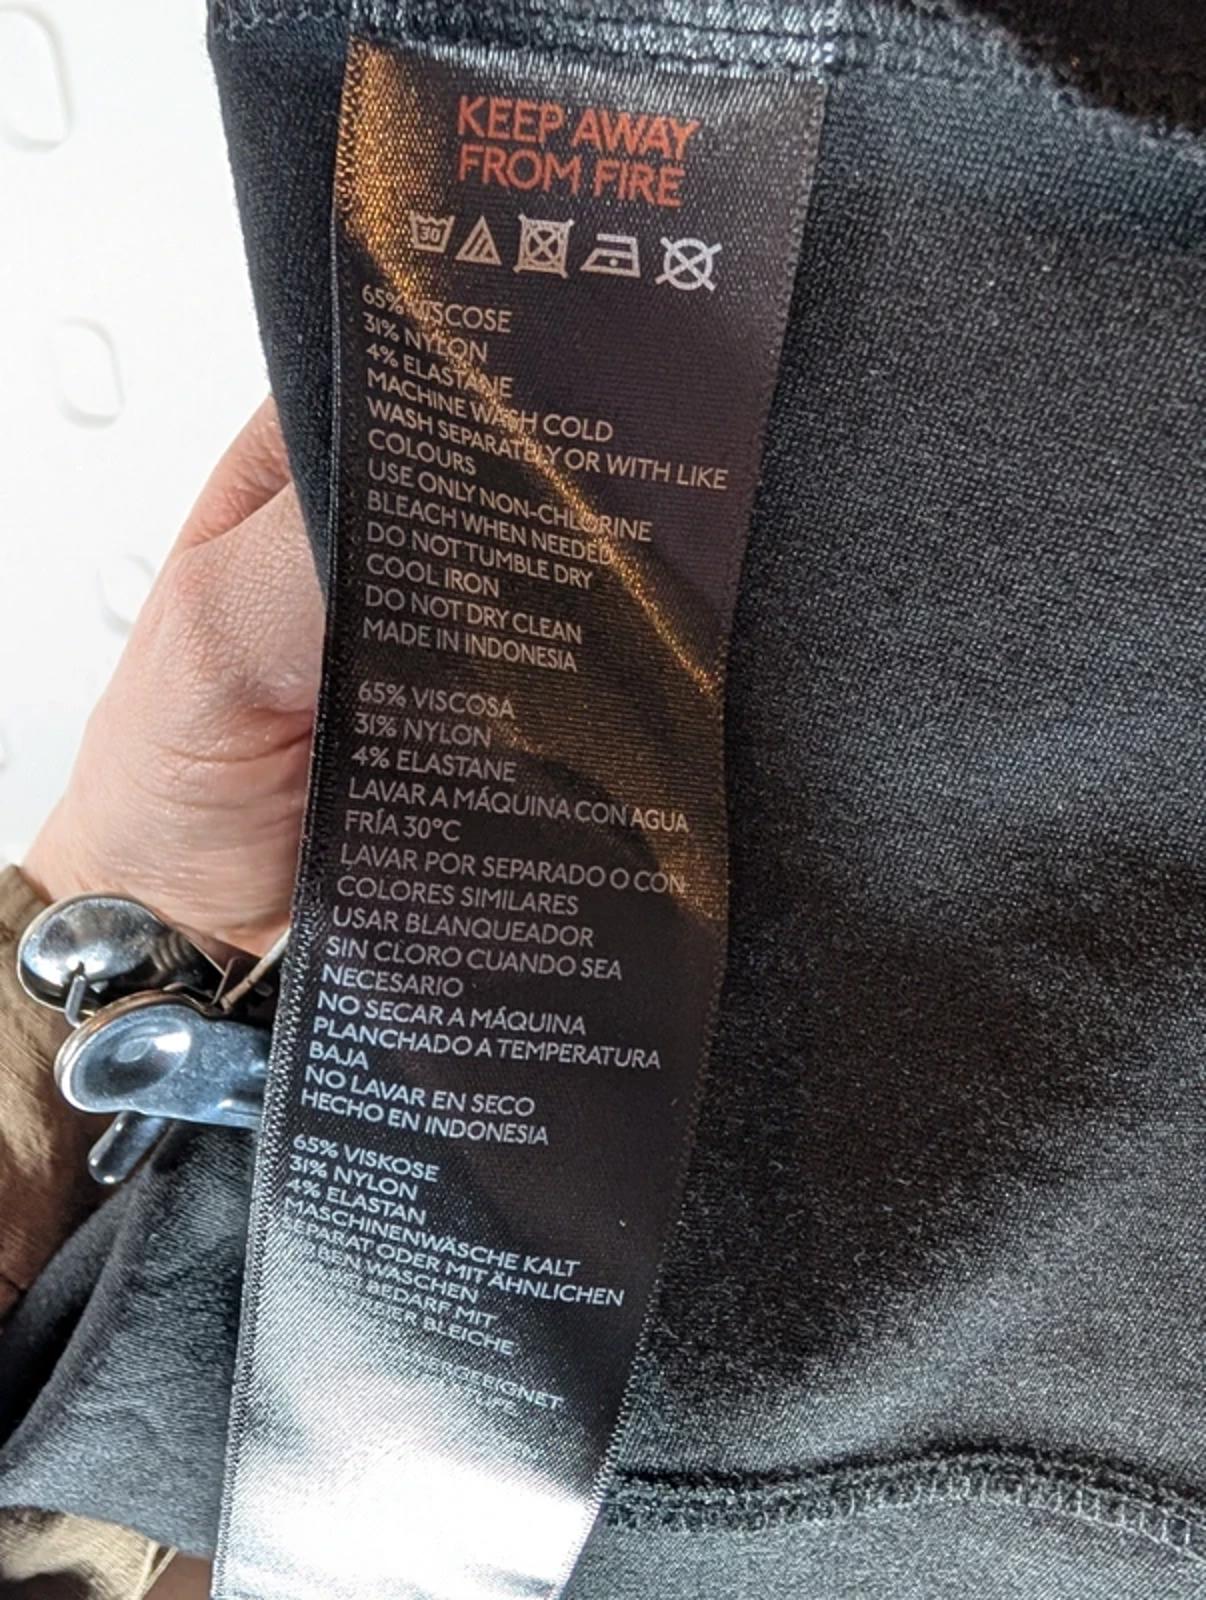 KEEP AWAY
FROM FIRE
30
65% VISCOSE
31% NYLON
4% ELASTANE
MACHINE WASH COLD
WASH SEPARATELY OR WITH LIKE
COLOURS
USE ONLY NON-CHLORINE
BLEACH WHEN NEEDED
DO NOT TUMBLE DRY
COOL IRON
DO NOT DRY CLEAN
MADE IN INDONESIA
65% VISCOSA
31% NYLON
4% ELASTANE
LAVAR A MÁQUINA CON AGUA
FRÍA 30°C
LAVAR POR SEPARADO O CON
COLORES SIMILARES
USAR BLANQUEADOR
SIN CLORO CUANDO SEA
NECESARIO
NO SECAR A MÁQUINA
PLANCHADO A TEMPERATURA
BAJA
NO LAVAR EN SECO
HECHO EN INDONESIA
65% VISKOSE
31% NYLON
4% ELASTAN
MASCHINENWÄSCHE KALT
SEPARAT ODER MIT ÄHNLICHEN
WASCHEN
BEDARF MIT
BLEICHE